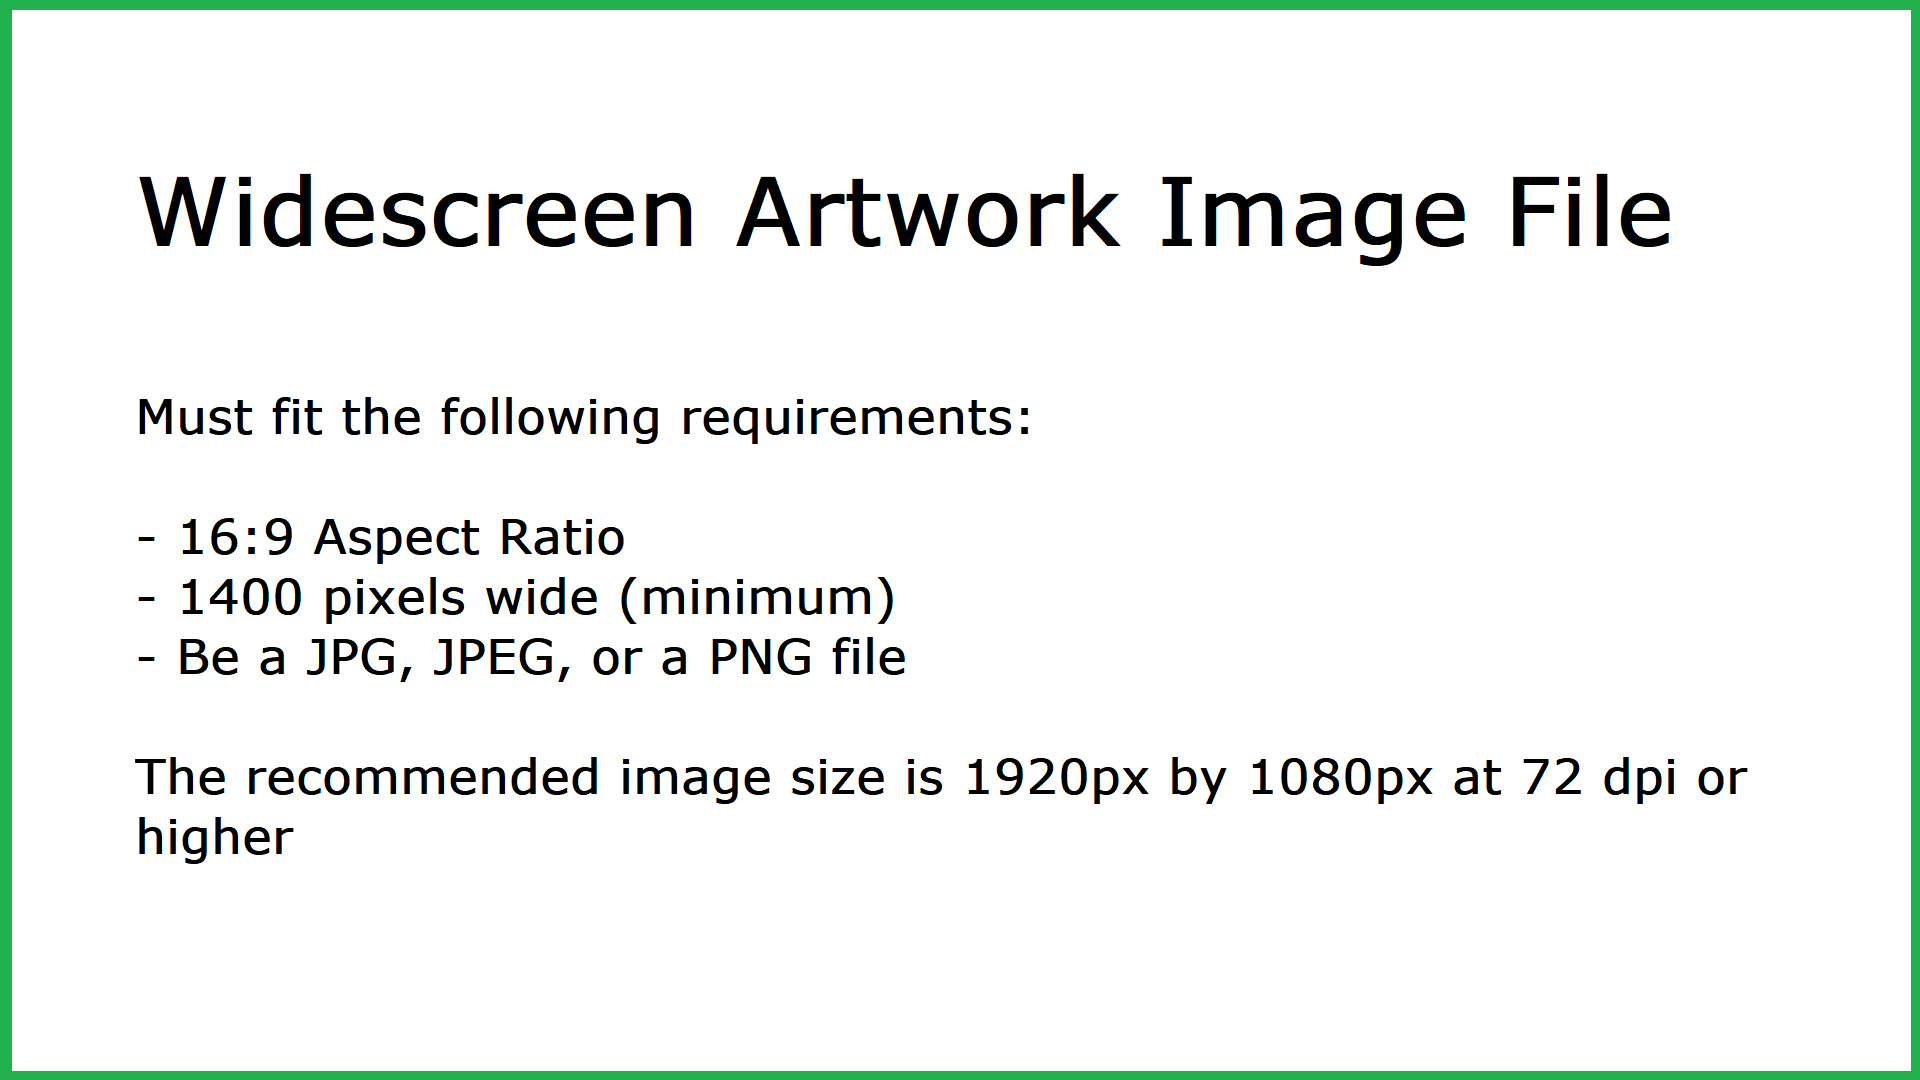 Widescreen Artwork Image File
Must fit the following requirements:
- 16:9 Aspect Ratio
- 1400 pixels wide (minimum)
- Be a JPG, JPEG, or a PNG file
The recommended image size is 1920px by 1080px at 72 dpi or
higher